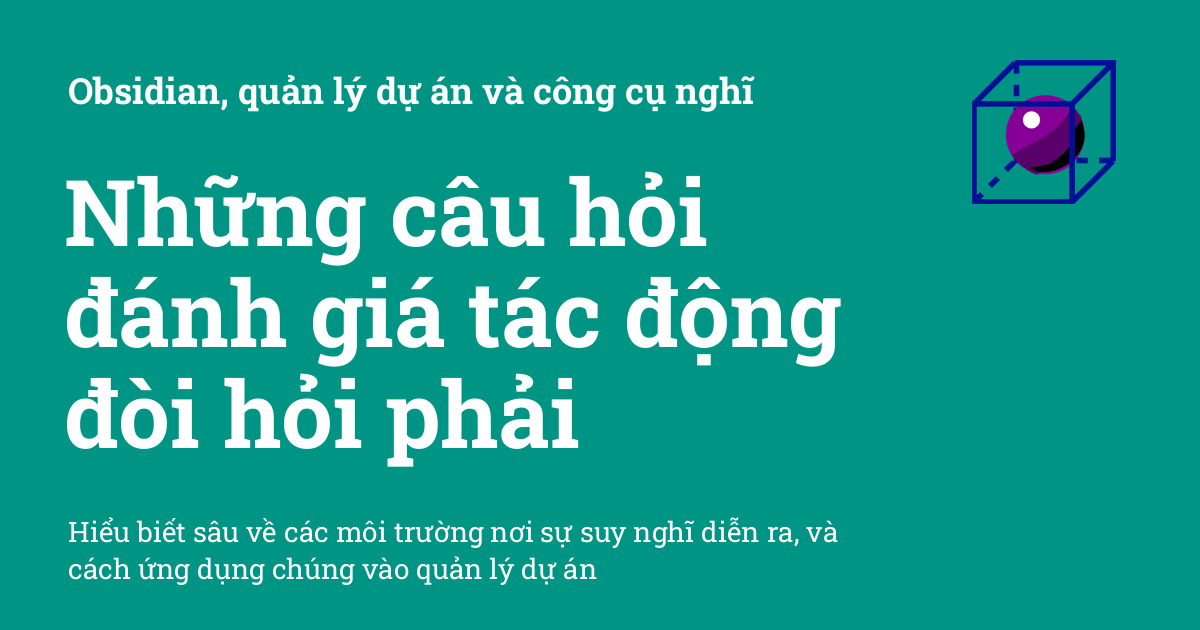 Obsidian, quản lý dự án và công cụ nghĩ
Những câu hỏi
đánh giá tác động
đòi hỏi phải
Hiểu biết sâu về các môi trường nơi sự suy nghĩ diễn ra, và
cách ứng dụng chúng vào quản lý dự án